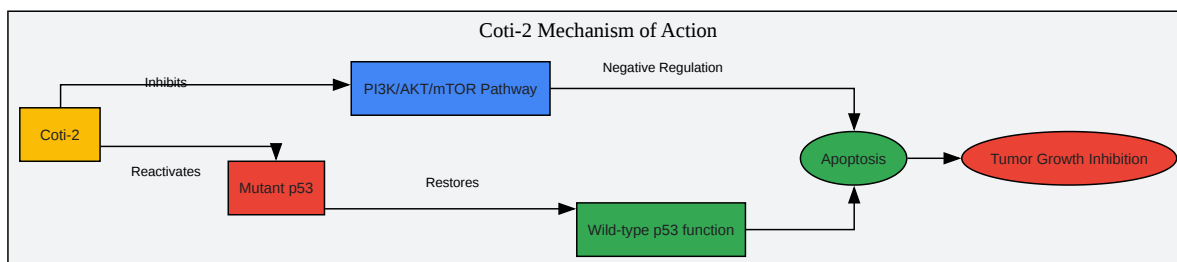 Coti-2 Mechanism of Action
Inhibits
PI3K/AKT/mTOR Pathway
Negative Regulation
Coti-2
Reactivates
Mutant p53
Restores
Wild-type p53 function
Apoptosis
Tumor Growth Inhibition